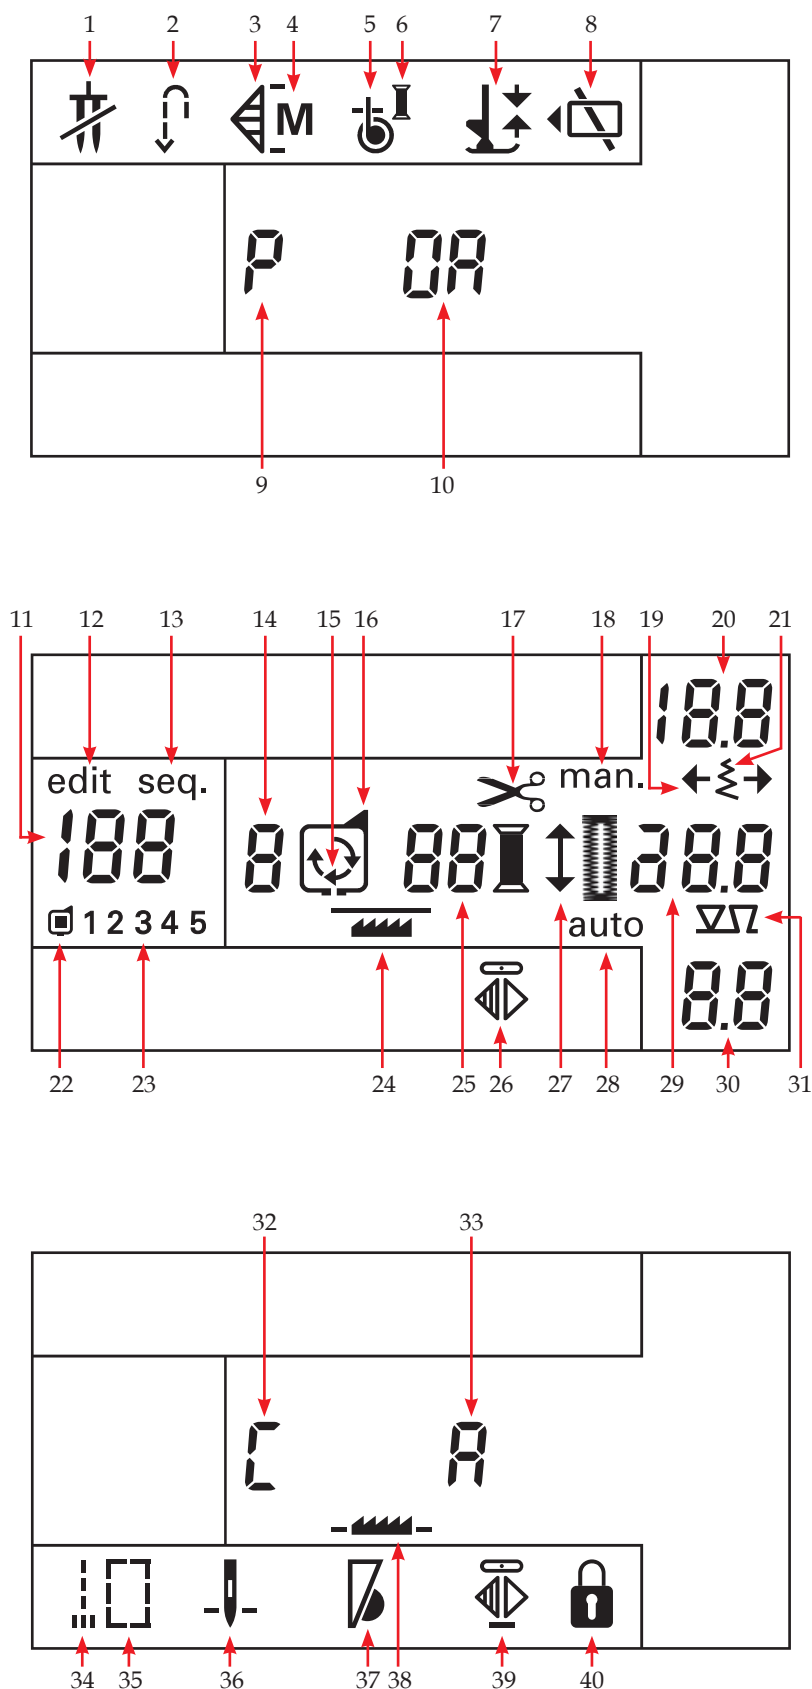 1 2 3 4 5 6 7 8
M
P 0A
9 10
11 12 13 14 15 16 17 18 19 20 21
18.8
edit seq. man.
188 8 88 28.8
1 2 3 4 5 auto
8.8
22 23 24 25 26 27 28 29 30 31
32 33
C A
34 35 36 37 38 39 40